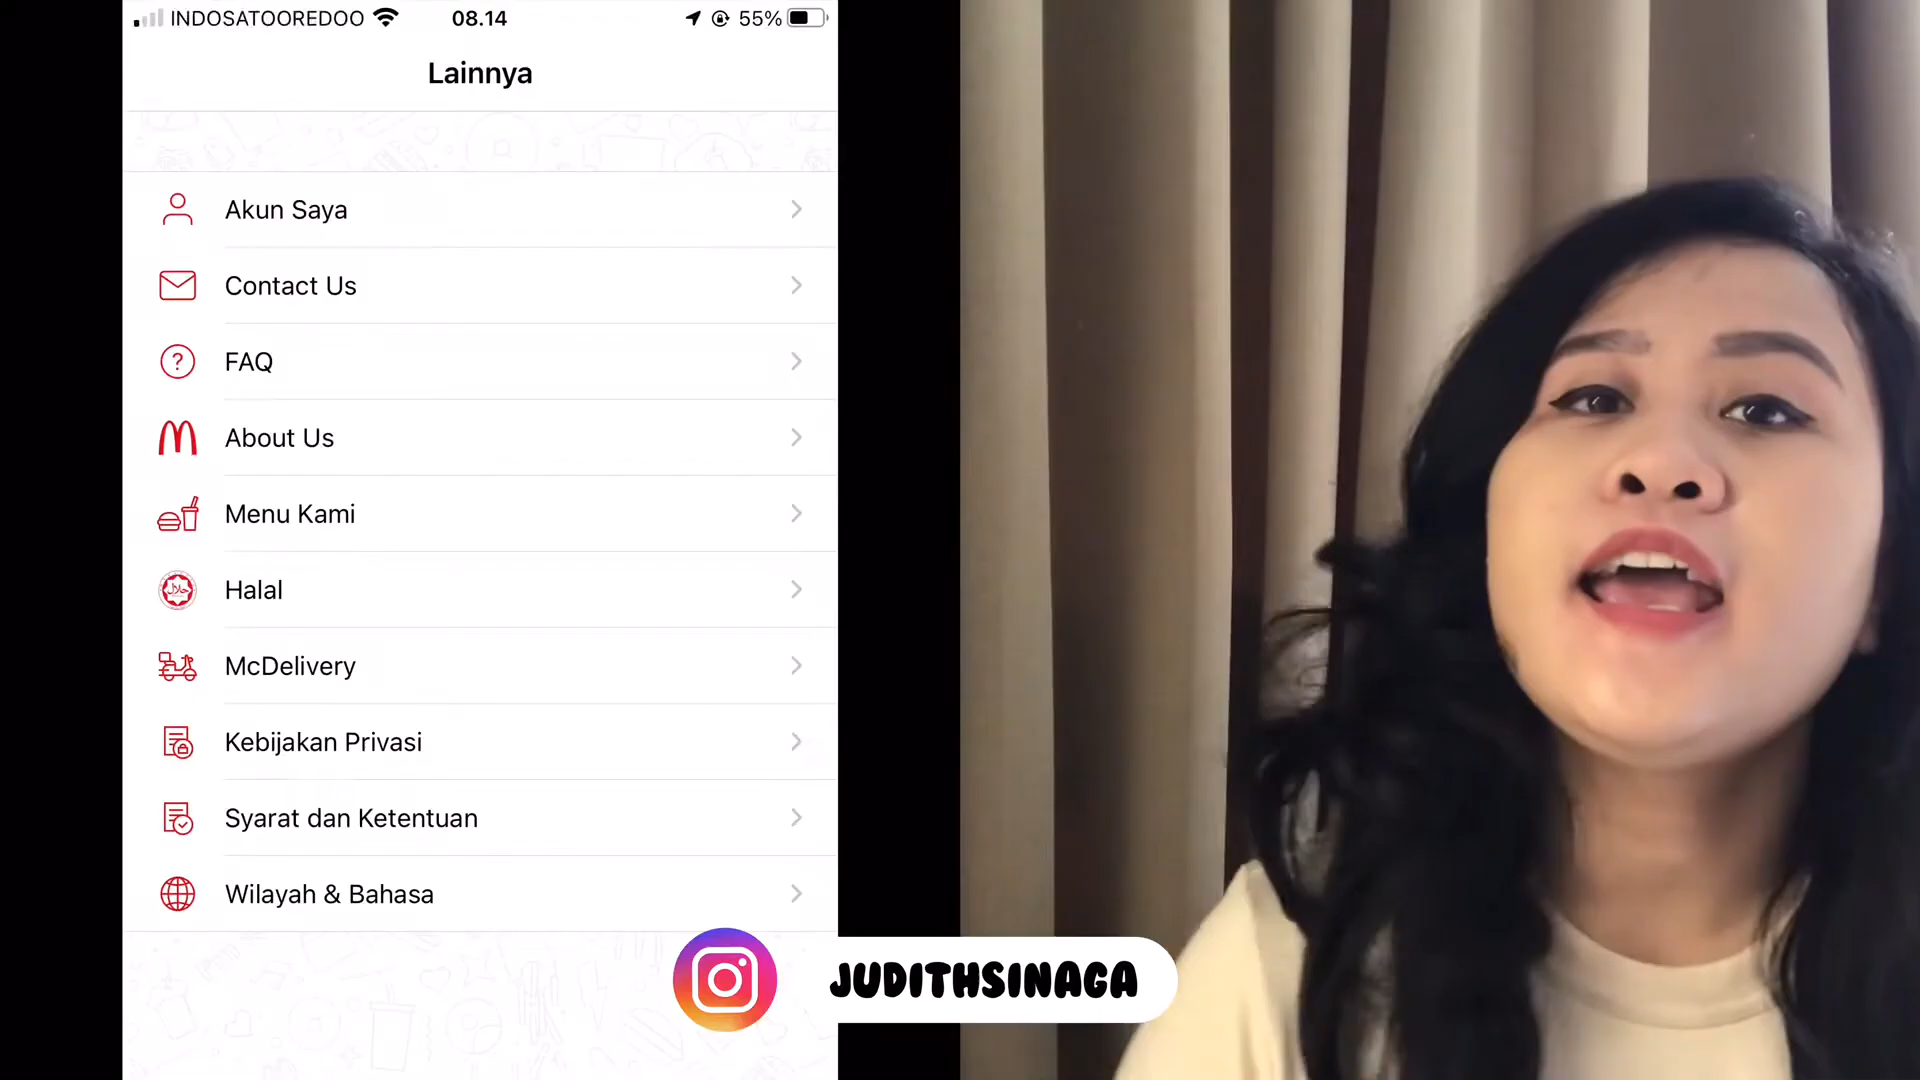 INDOSATOOREDOO 08.14 55%
Lainnya
Akun Saya
Contact Us
FAQ
About Us
Menu Kami
Halal
McDelivery
Kebijakan Privasi
Syarat dan Ketentuan
Wilayah & Bahasa
JUDITHSINAGA